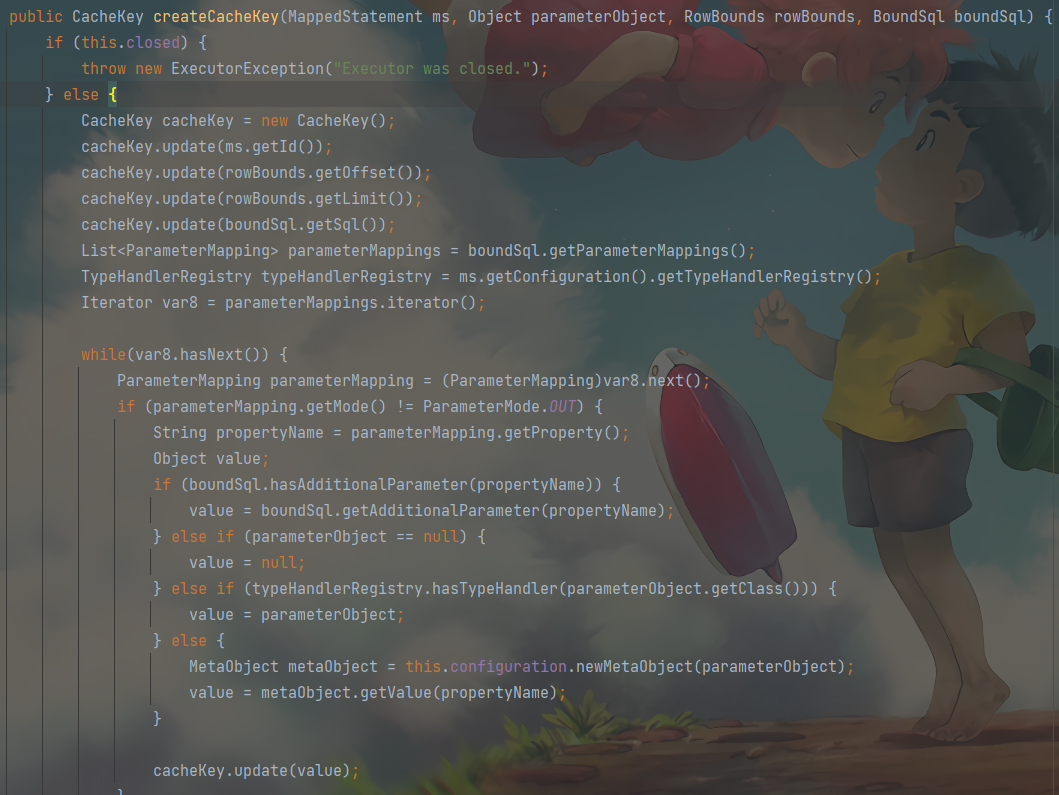 public CacheKey createCacheKey(MappedStatement ms, Object parameterObject, RowBounds rowBounds, BoundSql boundSql) {
if (this.closed) {
throw new ExecutorException("Executor was closed.");
} else {
CacheKey cacheKey = new CacheKey();
cacheKey.update(ms.getId());
cacheKey.update(rowBounds.getOffset());
cacheKey.update(rowBounds.getLimit());
cacheKey.update(boundSql.getSql());
List<ParameterMapping> parameterMappings = boundSql.getParameterMappings();
TypeHandlerRegistry typeHandlerRegistry = ms.getConfiguration().getTypeHandlerRegistry();
Iterator var8 = parameterMappings.iterator();
while(var8.hasNext()) {
ParameterMapping parameterMapping = (ParameterMapping)var8.next();
if (parameterMapping.getMode() != ParameterMode.OUT) {
String propertyName = parameterMapping.getProperty();
Object value;
if (boundSql.hasAdditionalParameter(propertyName)) {
value = boundSql.getAdditionalParameter(propertyName);
} else if (parameterObject == null) {
value = null;
} else if (typeHandlerRegistry.hasTypeHandler(parameterObject.getClass())) {
value = parameterObject;
} else {
MetaObject metaObject = this.configuration.newMetaObject(parameterObject);
value = metaObject.getValue(propertyName);
}
cacheKey.update(value);
}